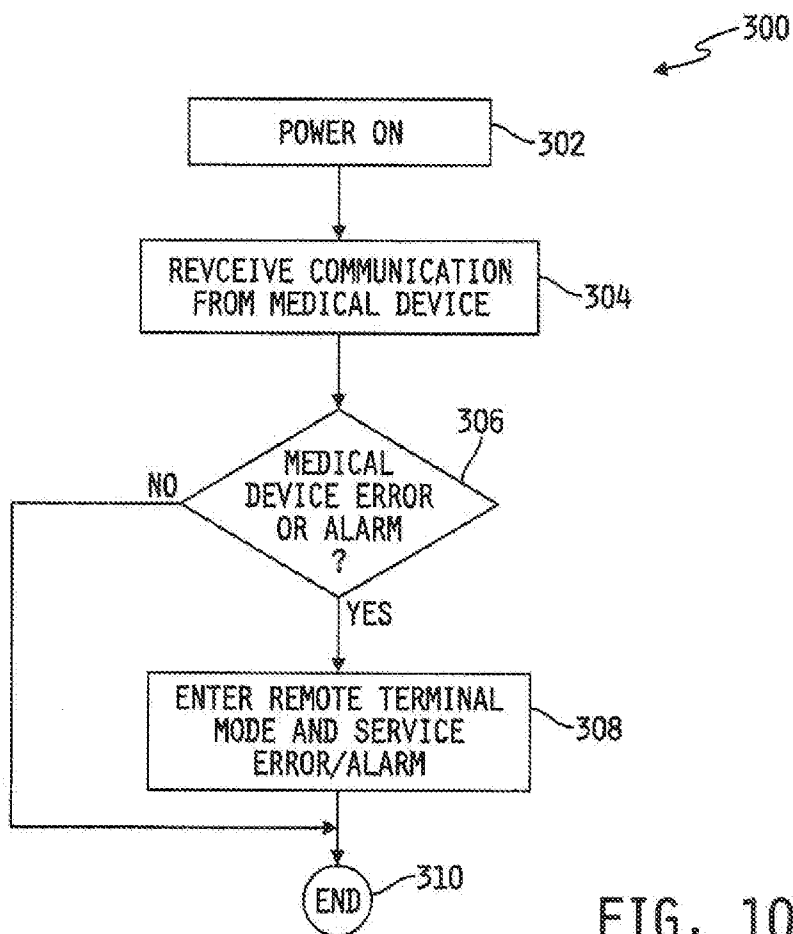 300
POWER ON
302
REVCEIVE COMMUNICATION
FROM MEDICAL DEVICE
304
306
MEDICAL
DEVICE ERROR
OR ALARM
?
NO
YES
ENTER REMOTE TERMINAL
MODE AND SERVICE
ERROR/ALARM
308
END
310
FIG. 10